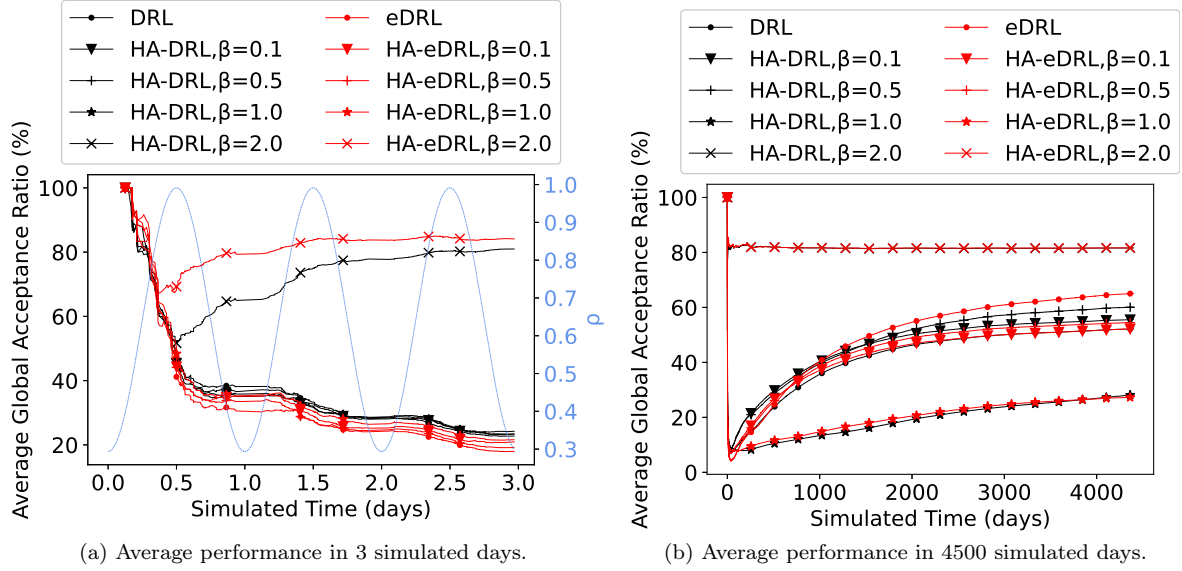 DRL
eDRL
HA-DRL,β=0.1
HA-eDRL,β=0.1
HA-DRL,β=0.5
HA-eDRL,β=0.5
HA-DRL,β=1.0
HA-eDRL,β=1.0
HA-DRL,β=2.0
HA-eDRL,β=2.0
Average Global Acceptance Ratio (%)
100
80
60
40
20
1.0
0.9
0.8
0.7
0.6
0.5
0.4
0.3
ρ
0.0 0.5 1.0 1.5 2.0 2.5 3.0
Simulated Time (days)
(a) Average performance in 3 simulated days.
DRL
eDRL
HA-DRL,β=0.1
HA-eDRL,β=0.1
HA-DRL,β=0.5
HA-eDRL,β=0.5
HA-DRL,β=1.0
HA-eDRL,β=1.0
HA-DRL,β=2.0
HA-eDRL,β=2.0
Average Global Acceptance Ratio (%)
100
80
60
40
20
0
0 1000 2000 3000 4000
Simulated Time (days)
(b) Average performance in 4500 simulated days.